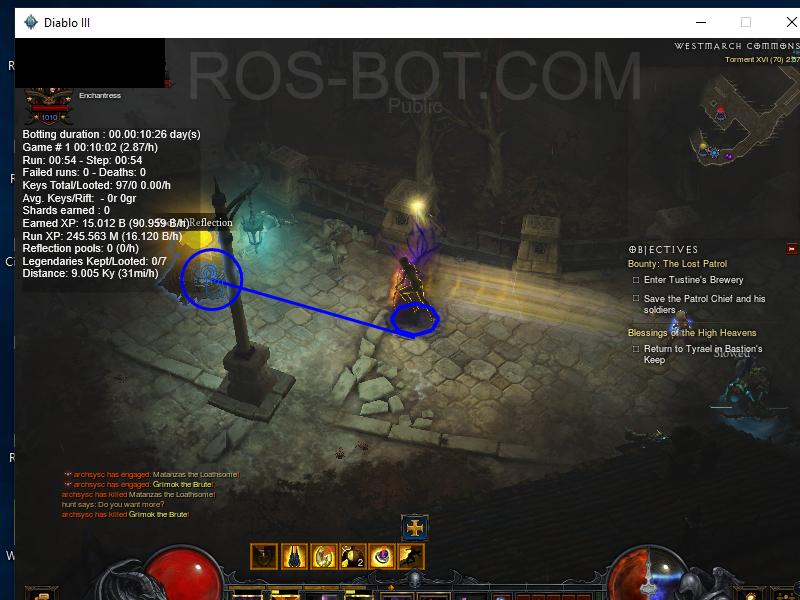 Diablo III
ROS-BOT.COM
Public
WESTMARCH COMMONS
Torment XVI (70)
Enchantress
1010
Botting duration : 00.00:10:26 day(s)
Game # 1 00:10:02 (2.87/h)
Run: 00:54 - Step: 00:54
Failed runs: 0 - Deaths: 0
Keys Total/Looted: 97/0 0.00/h
Avg. Keys/Rift: - 0r 0gr
Shards earned : 0
Earned XP: 15.012 B (90.959 B/h)
Reflection
Run XP: 245.563 M (16.120 B/h)
Reflection pools: 0 (0/h)
Legendaries Kept/Looted: 0/7
Distance: 9.005 Ky (31mi/h)
OBJECTIVES
Bounty: The Lost Patrol
Enter Tustine's Brewery
Save the Patrol Chief and his
soldiers
Blessings of the High Heavens
Return to Tyrael in Bastion's
Keep
Slowed
archsysc has engaged: Matanzas the Loathsome!
archsysc has engaged: Grimok the Brute!
archsysc has killed Matanzas the Loathsome!
hunt says: Do you want more?
archsysc has killed Grimok the Brute!
2